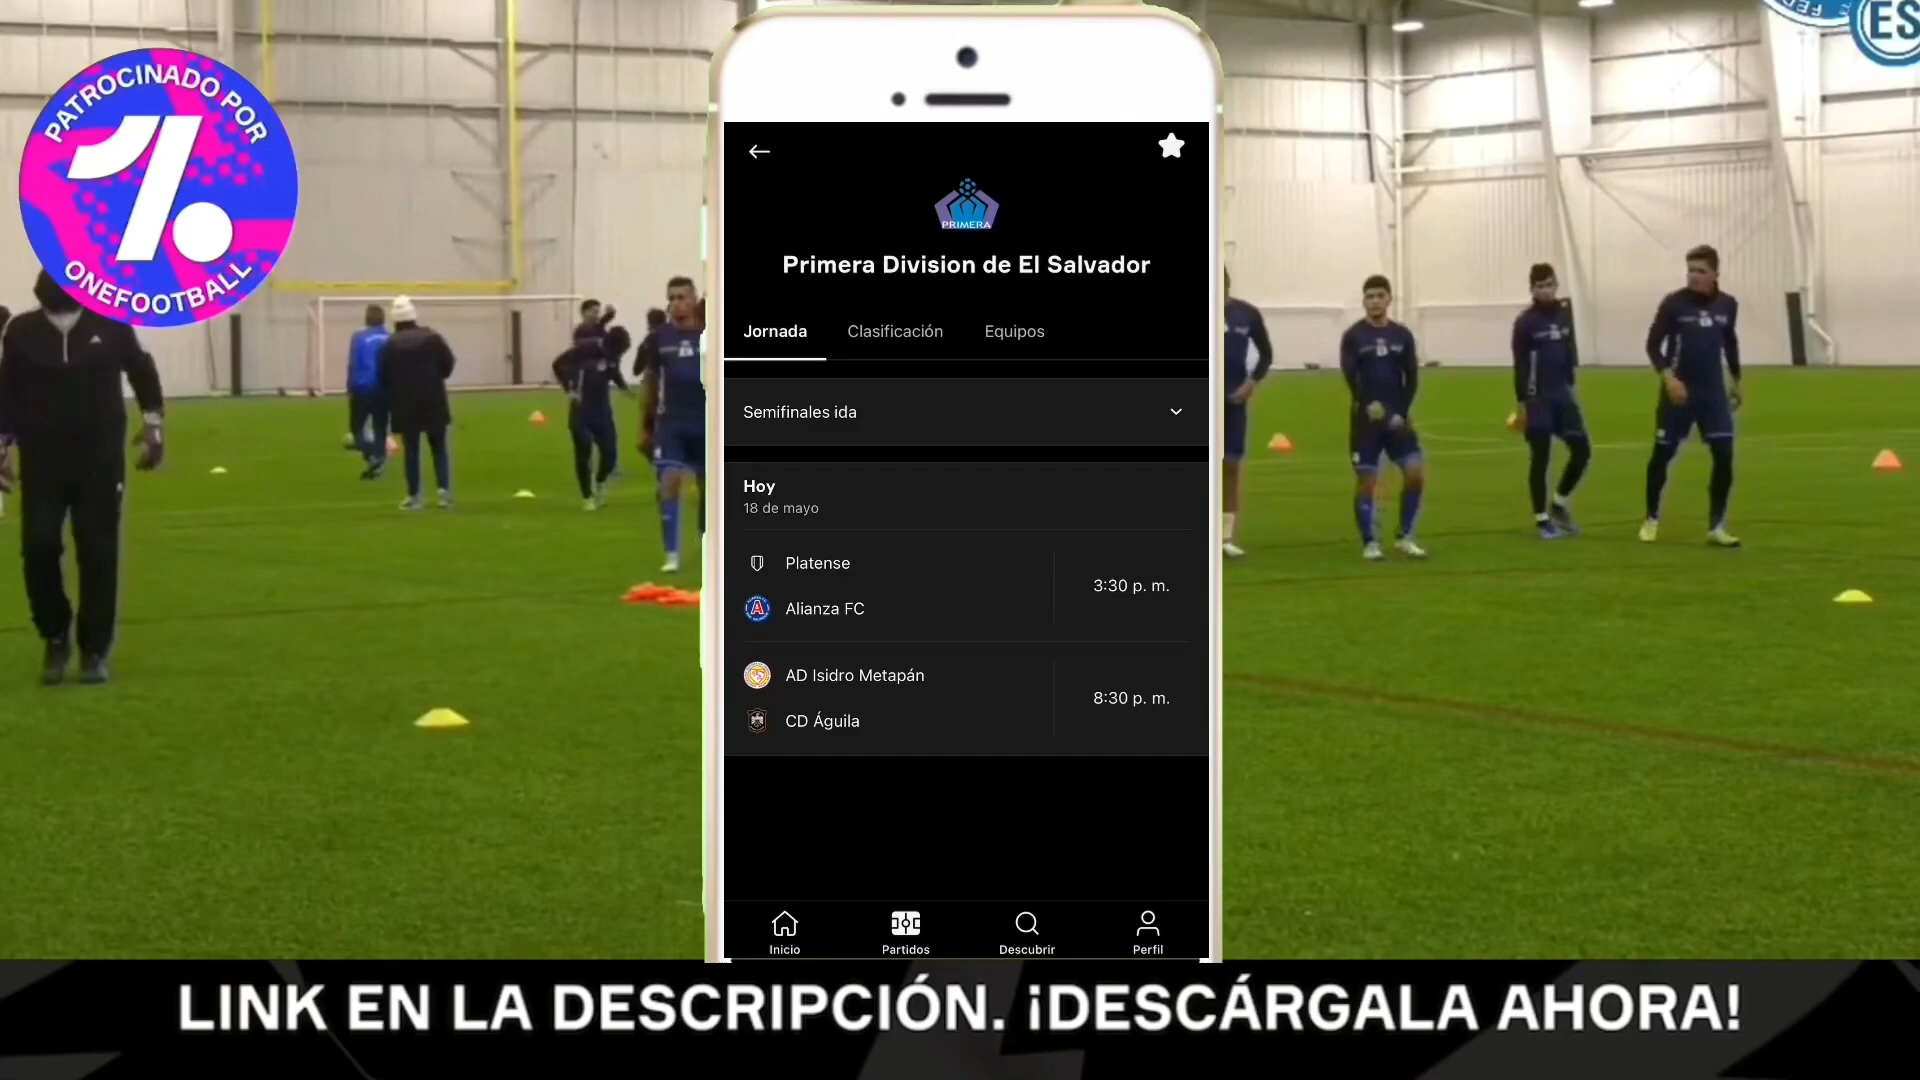 PATROCINADO POR
ONEFOOTBALL
ES
PRIMERA
Primera Division de El Salvador
Jornada Clasificación Equipos
Semifinales ida
Hoy
18 de mayo
Platense
Alianza FC
3:30 p. m.
AD Isidro Metapán
CD Águila
8:30 p. m.
Inicio Partidos Descubrir Perfil
LINK EN LA DESCRIPCIÓN. ¡DESCÁRGALA AHORA!